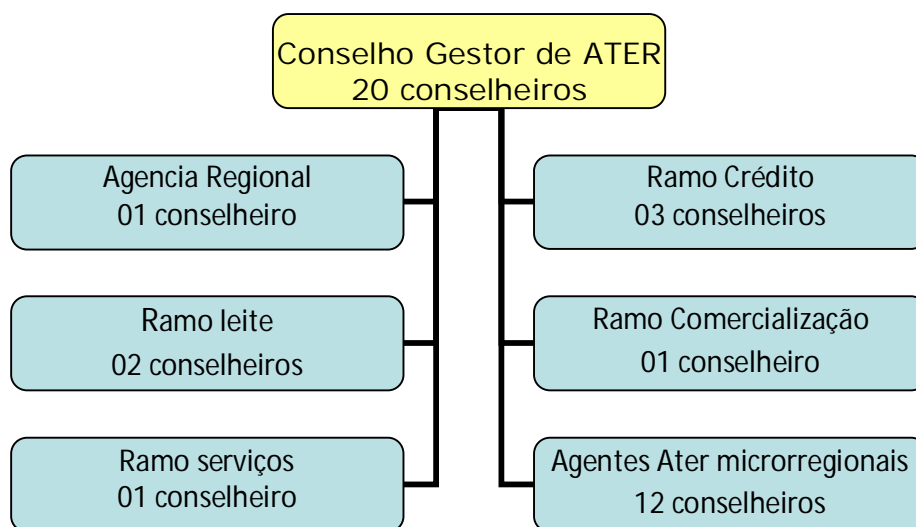 Conselho Gestor de ATER
20 conselheiros
Agencia Regional
01 conselheiro
Ramo Crédito
03 conselheiros
Ramo leite
02 conselheiros
Ramo Comercialização
01 conselheiro
Ramo serviços
01 conselheiro
Agentes Ater microrregionais
12 conselheiros